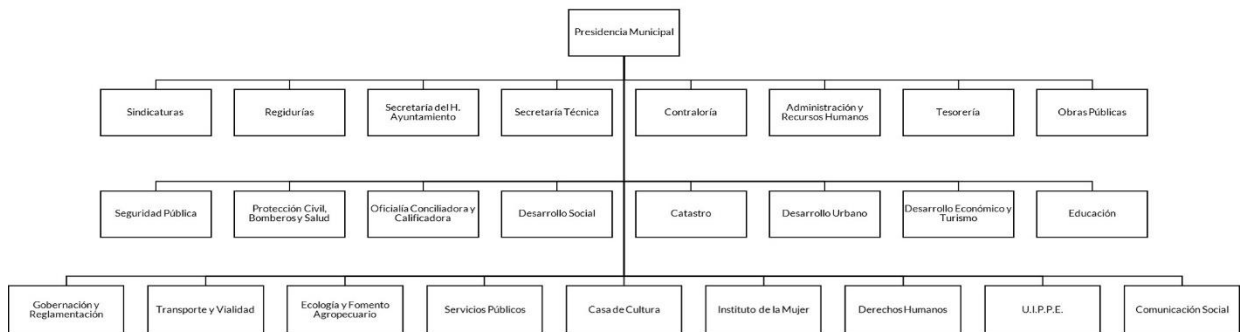 Presidencia Municipal
Sindicaturas
Regidurías
Secretaría del H.
Ayuntamiento
Secretaría Técnica
Contraloría
Administración y
Recursos Humanos
Tesorería
Obras Públicas
Seguridad Pública
Protección Civil,
Bomberos y Salud
Oficialía Conciliadora y
Calificadora
Desarrollo Social
Catastro
Desarrollo Urbano
Desarrollo Económico y
Turismo
Educación
Gobernación y
Reglamentación
Transporte y Vialidad
Ecología y Fomento
Agropecuario
Servicios Públicos
Casa de Cultura
Instituto de la Mujer
Derechos Humanos
U.I.P.P.E.
Comunicación Social